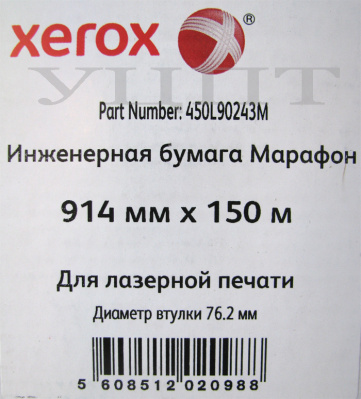 xerox
УЦПТ
Part Number: 450L90243M
Инженерная бумага Марафон
914 мм x 150 м
Для лазерной печати
Диаметр втулки 76.2 мм
5 608512 020988